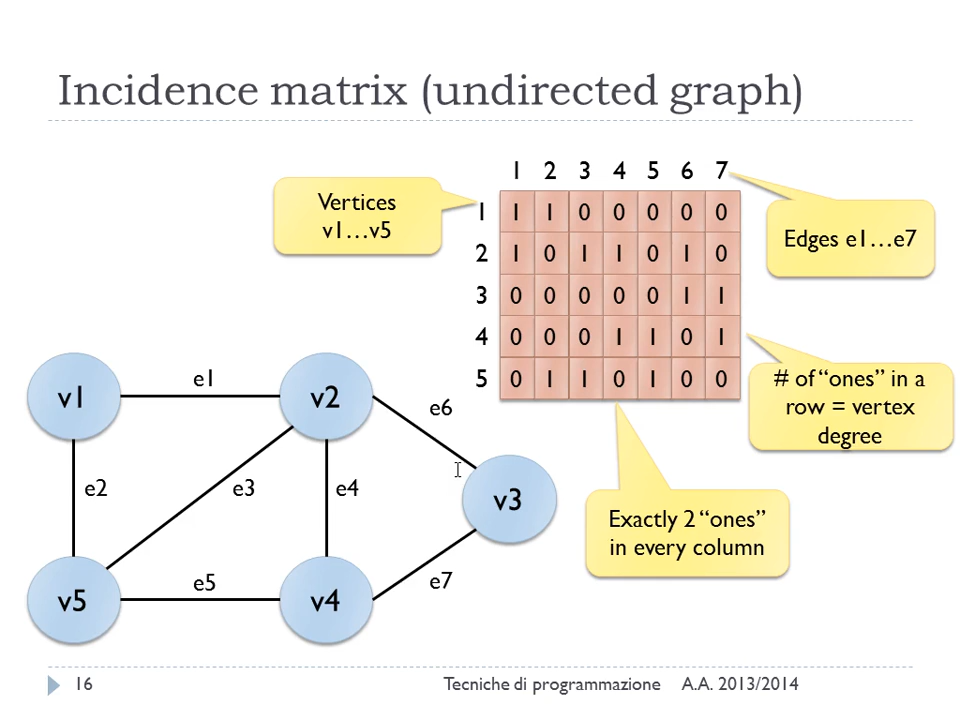 Incidence matrix (undirected graph)
1 2 3 4 5 6 7
Vertices
v1…v5
Edges e1…e7
1 1 1 0 0 0 0 0
2 1 0 1 1 0 1 0
3 0 0 0 0 0 1 1
4 0 0 0 1 1 0 1
5 0 1 1 0 1 0 0
# of “ones” in a
row = vertex
degree
Exactly 2 “ones”
in every column
v1
e1
v2
e6
e2
e3
e4
v3
v5
e5
v4
e7
16
Tecniche di programmazione A.A. 2013/2014